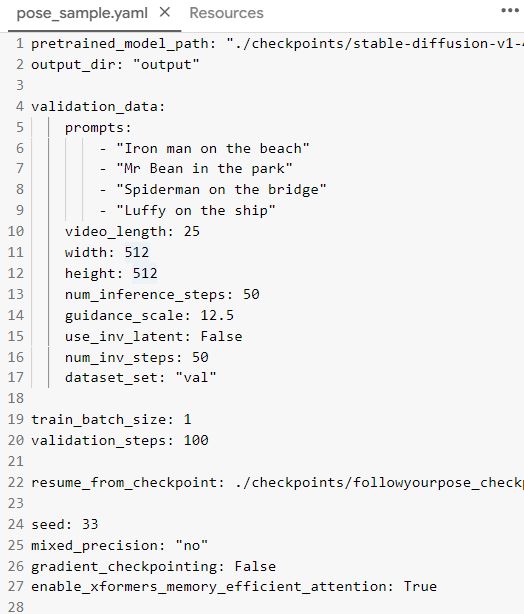 pose_sample.yaml × Resources •••
1 pretrained_model_path: "./checkpoints/stable-diffusion-v1-
2 output_dir: "output"
3
4 validation_data:
5     prompts:
6         - "Iron man on the beach"
7         - "Mr Bean in the park"
8         - "Spiderman on the bridge"
9         - "Luffy on the ship"
10     video_length: 25
11     width: 512
12     height: 512
13     num_inference_steps: 50
14     guidance_scale: 12.5
15     use_inv_latent: False
16     num_inv_steps: 50
17     dataset_set: "val"
18
19 train_batch_size: 1
20 validation_steps: 100
21
22 resume_from_checkpoint: ./checkpoints/followyourpose_check
23
24 seed: 33
25 mixed_precision: "no"
26 gradient_checkpointing: False
27 enable_xformers_memory_efficient_attention: True
28